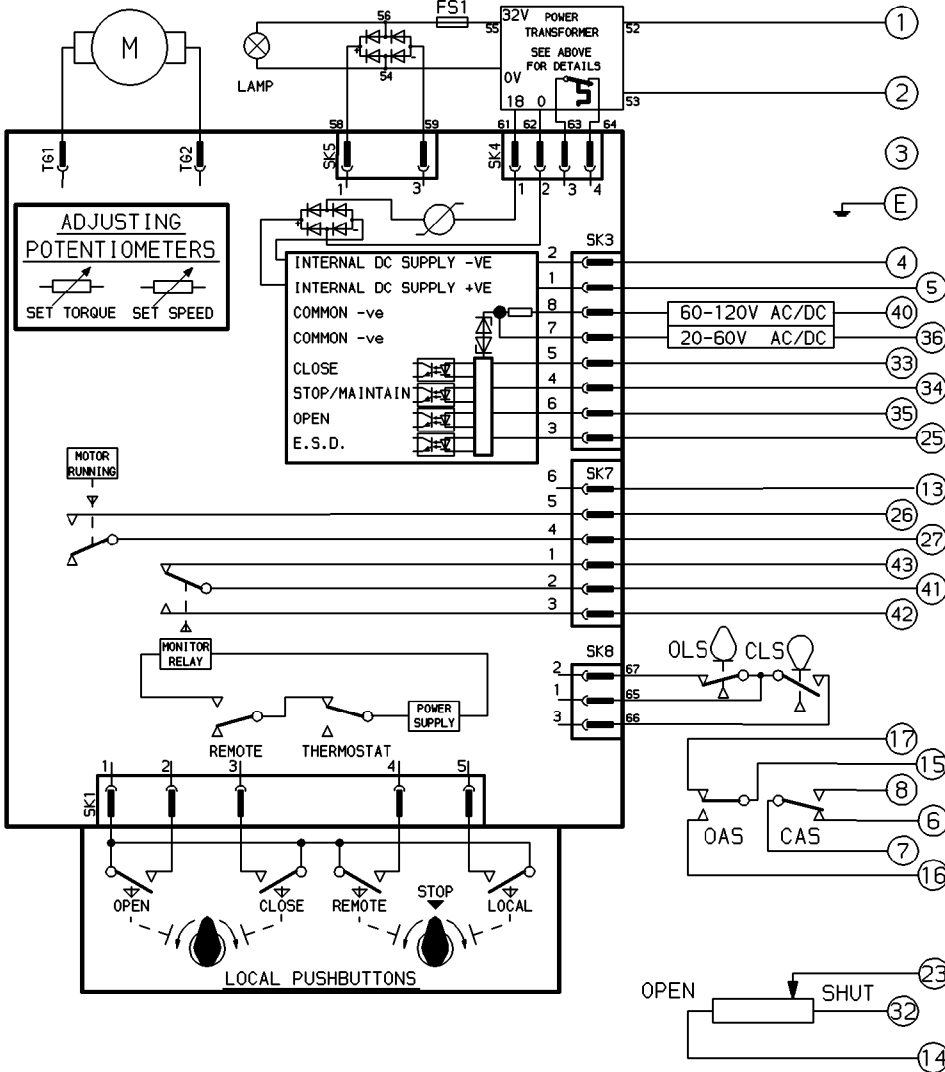 56
FS1
32V
POWER
TRANSFORMER
SEE ABOVE
FOR DETAILS
0V
18 0
55
52
1
M
+
-
54
LAMP
53
2
58
59
61
62
63
64
TG1
TG2
SK5
SK4
3
1
3
1
2
3
4
E
ADJUSTING
POTENTIOMETERS
SET TORQUE
SET SPEED
+
-
SK3
INTERNAL DC SUPPLY -VE
2
4
INTERNAL DC SUPPLY +VE
1
5
COMMON -ve
8
60-120V AC/DC
40
COMMON -ve
7
20-60V AC/DC
36
CLOSE
5
33
STOP/MAINTAIN
4
34
OPEN
6
35
E.S.D.
3
25
MOTOR
RUNNING
SK7
6
13
5
26
4
27
1
43
2
41
3
42
MONITOR
RELAY
SK8
OLS
CLS
2
67
1
65
3
66
POWER
SUPPLY
REMOTE
THERMOSTAT
17
15
8
OAS
CAS
6
7
16
SK1
1
2
3
4
5
OPEN
CLOSE
REMOTE
STOP
LOCAL
LOCAL PUSHBUTTONS
OPEN
SHUT
23
32
14